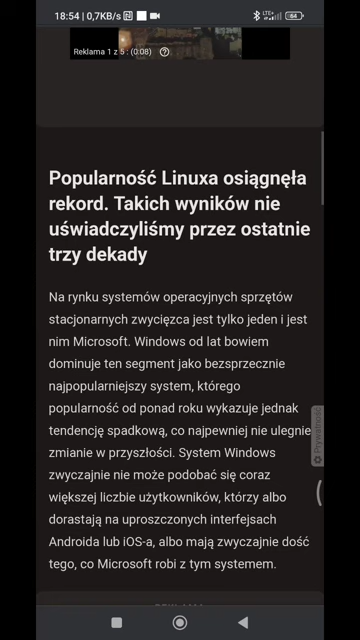 18:54 | 0,7KB/s
LTE+
64
Reklama 1 z 5 : (0:08)
Popularność Linuxa osiągnęła
rekord. Takich wyników nie
uświadczyliśmy przez ostatnie
trzy dekady
Na rynku systemów operacyjnych sprzętów
stacjonarnych zwycięzca jest tylko jeden i jest
nim Microsoft. Windows od lat bowiem
dominuje ten segment jako bezsprzecznie
najpopularniejszy system, którego
popularność od ponad roku wykazuje jednak
tendencję spadkową, co najpewniej nie ulegnie
zmianie w przyszłości. System Windows
zwyczajnie nie może podobać się coraz
większej liczbie użytkowników, którzy albo
dorastają na uproszczonych interfejsach
Androida lub iOS-a, albo mają zwyczajnie dość
tego, co Microsoft robi z tym systemem.
Prywatność